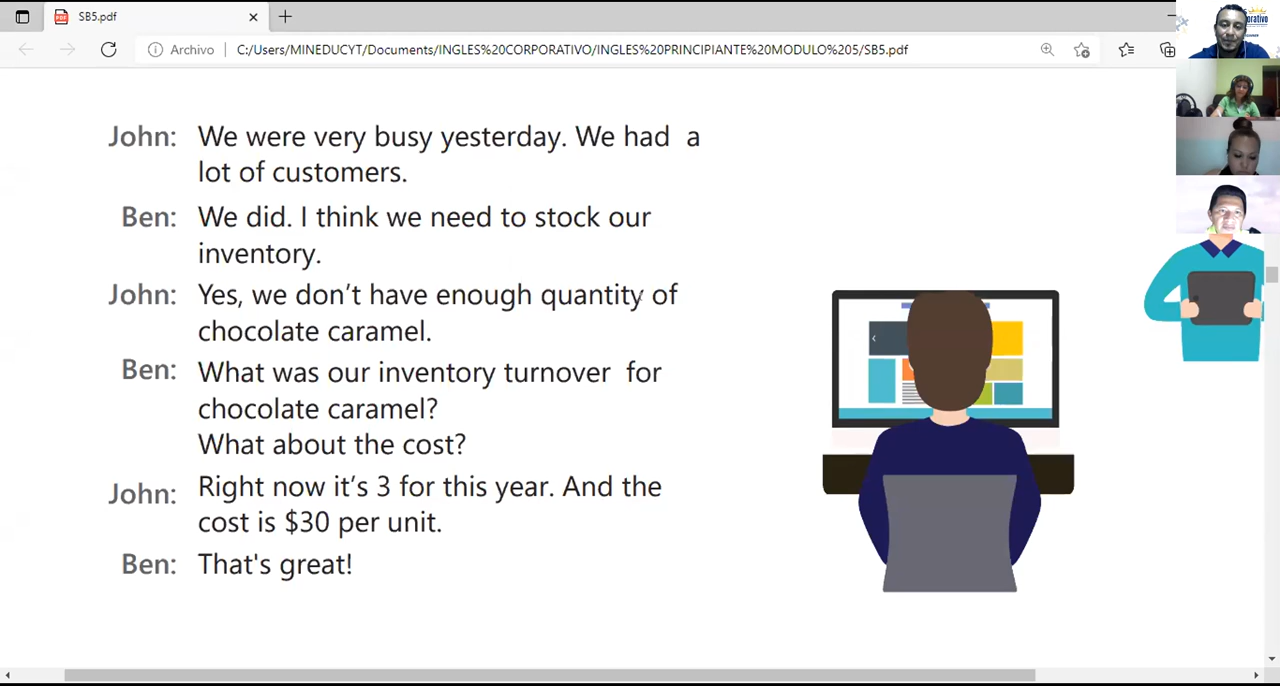 SB5.pdf
Archivo C:/Users/MINEDUCYT/Documents/INGLES%20CORPORATIVO/INGLES%20PRINCIPIANTE%20MODULO%205/SB5.pdf
John: We were very busy yesterday. We had a
lot of customers.
Ben: We did. I think we need to stock our
inventory.
John: Yes, we don't have enough quantity of
chocolate caramel.
Ben: What was our inventory turnover for
chocolate caramel?
What about the cost?
John: Right now it's 3 for this year. And the
cost is $30 per unit.
Ben: That's great!